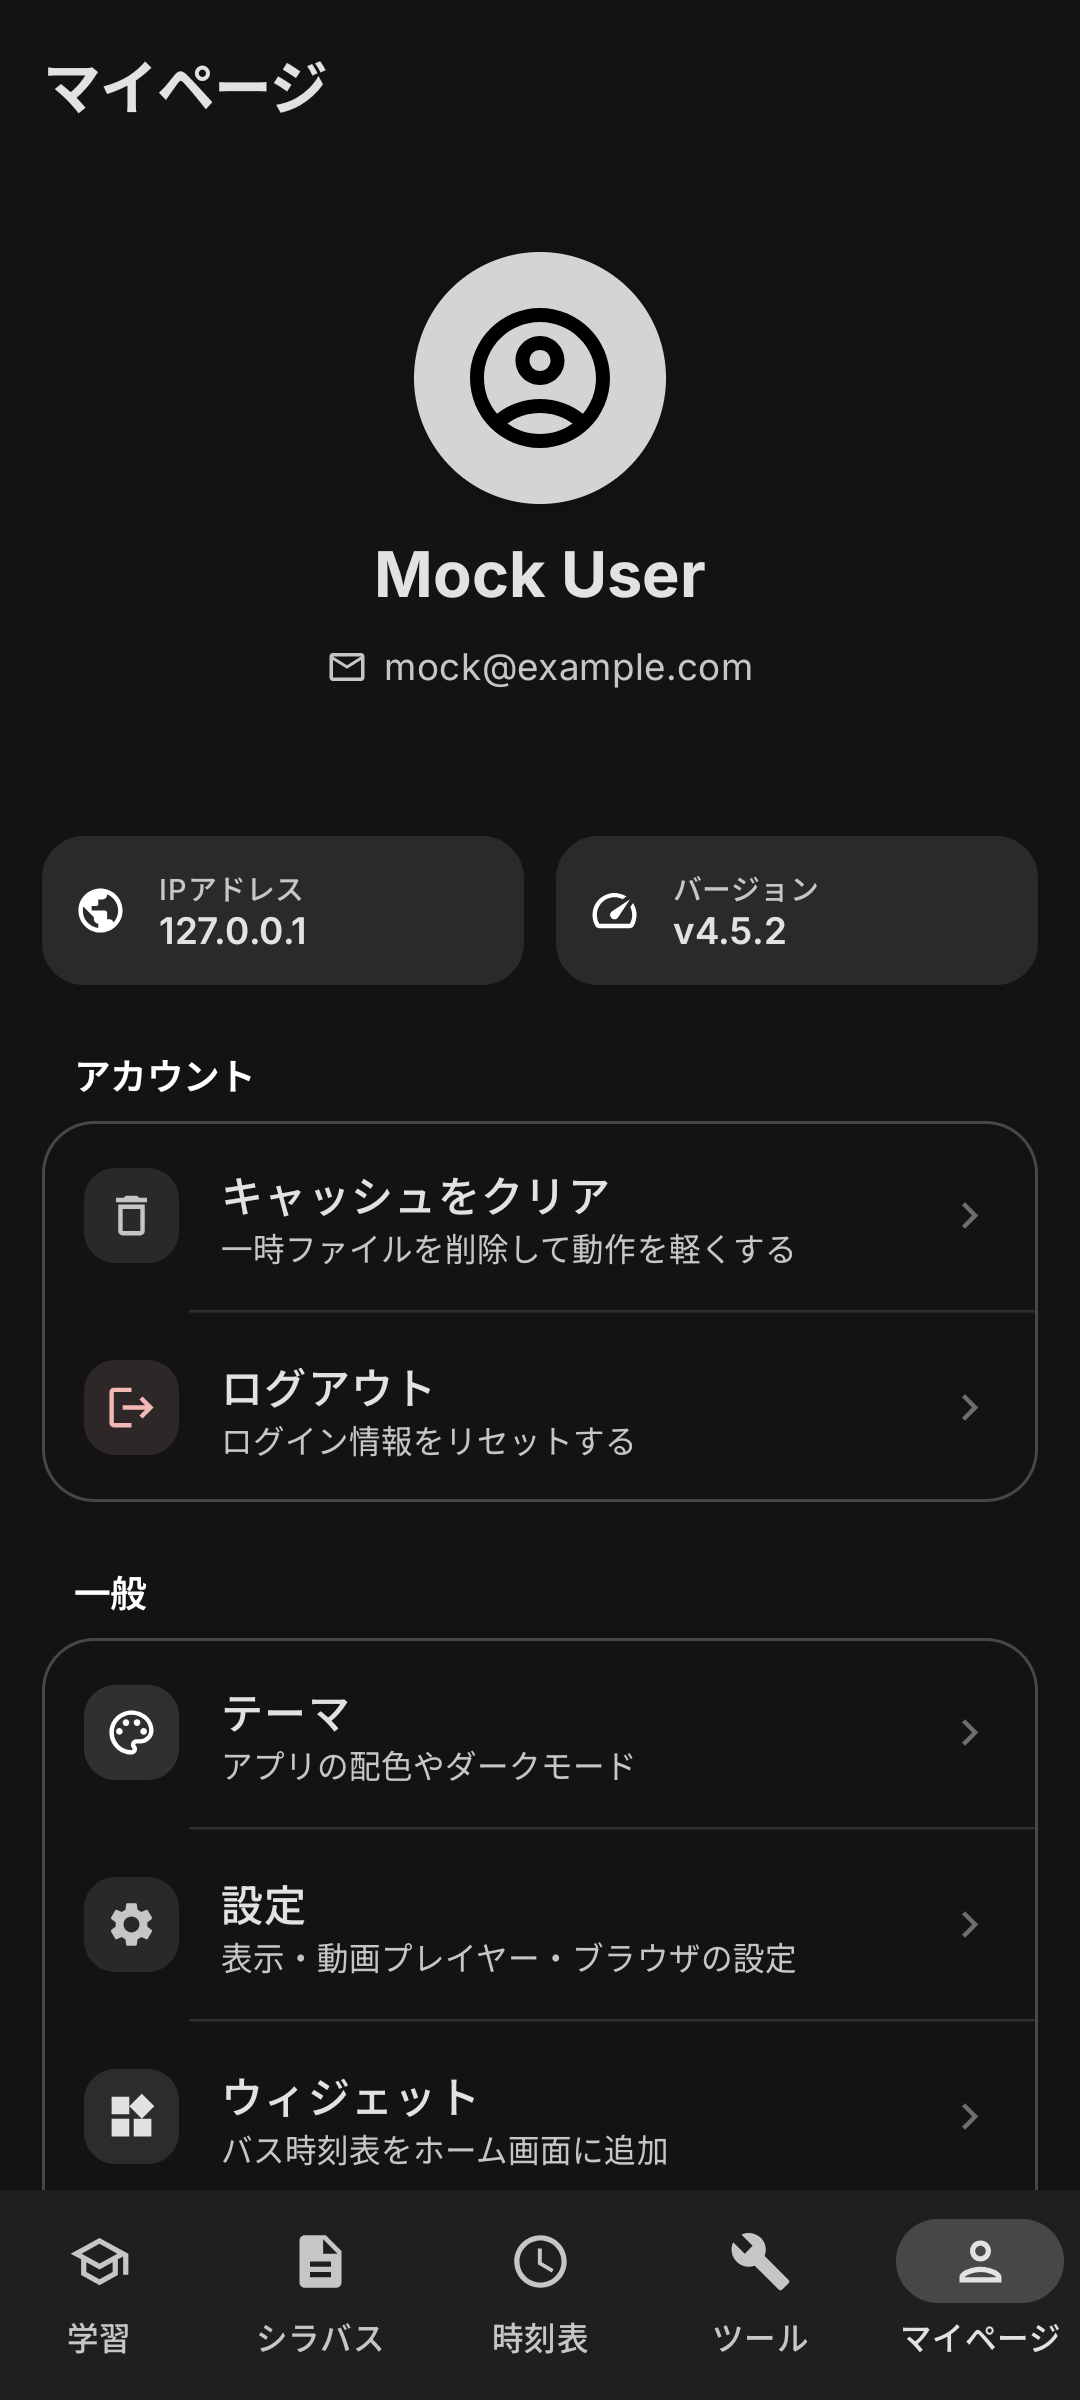 マイページ
Mock User
mock@example.com
IPアドレス
127.0.0.1
バージョン
v4.5.2
アカウント
キャッシュをクリア
一時ファイルを削除して動作を軽くする
ログアウト
ログイン情報をリセットする
一般
テーマ
アプリの配色やダークモード
設定
表示・動画プレイヤー・ブラウザの設定
ウィジェット
バス時刻表をホーム画面に追加
学習
シラバス
時刻表
ツール
マイページ